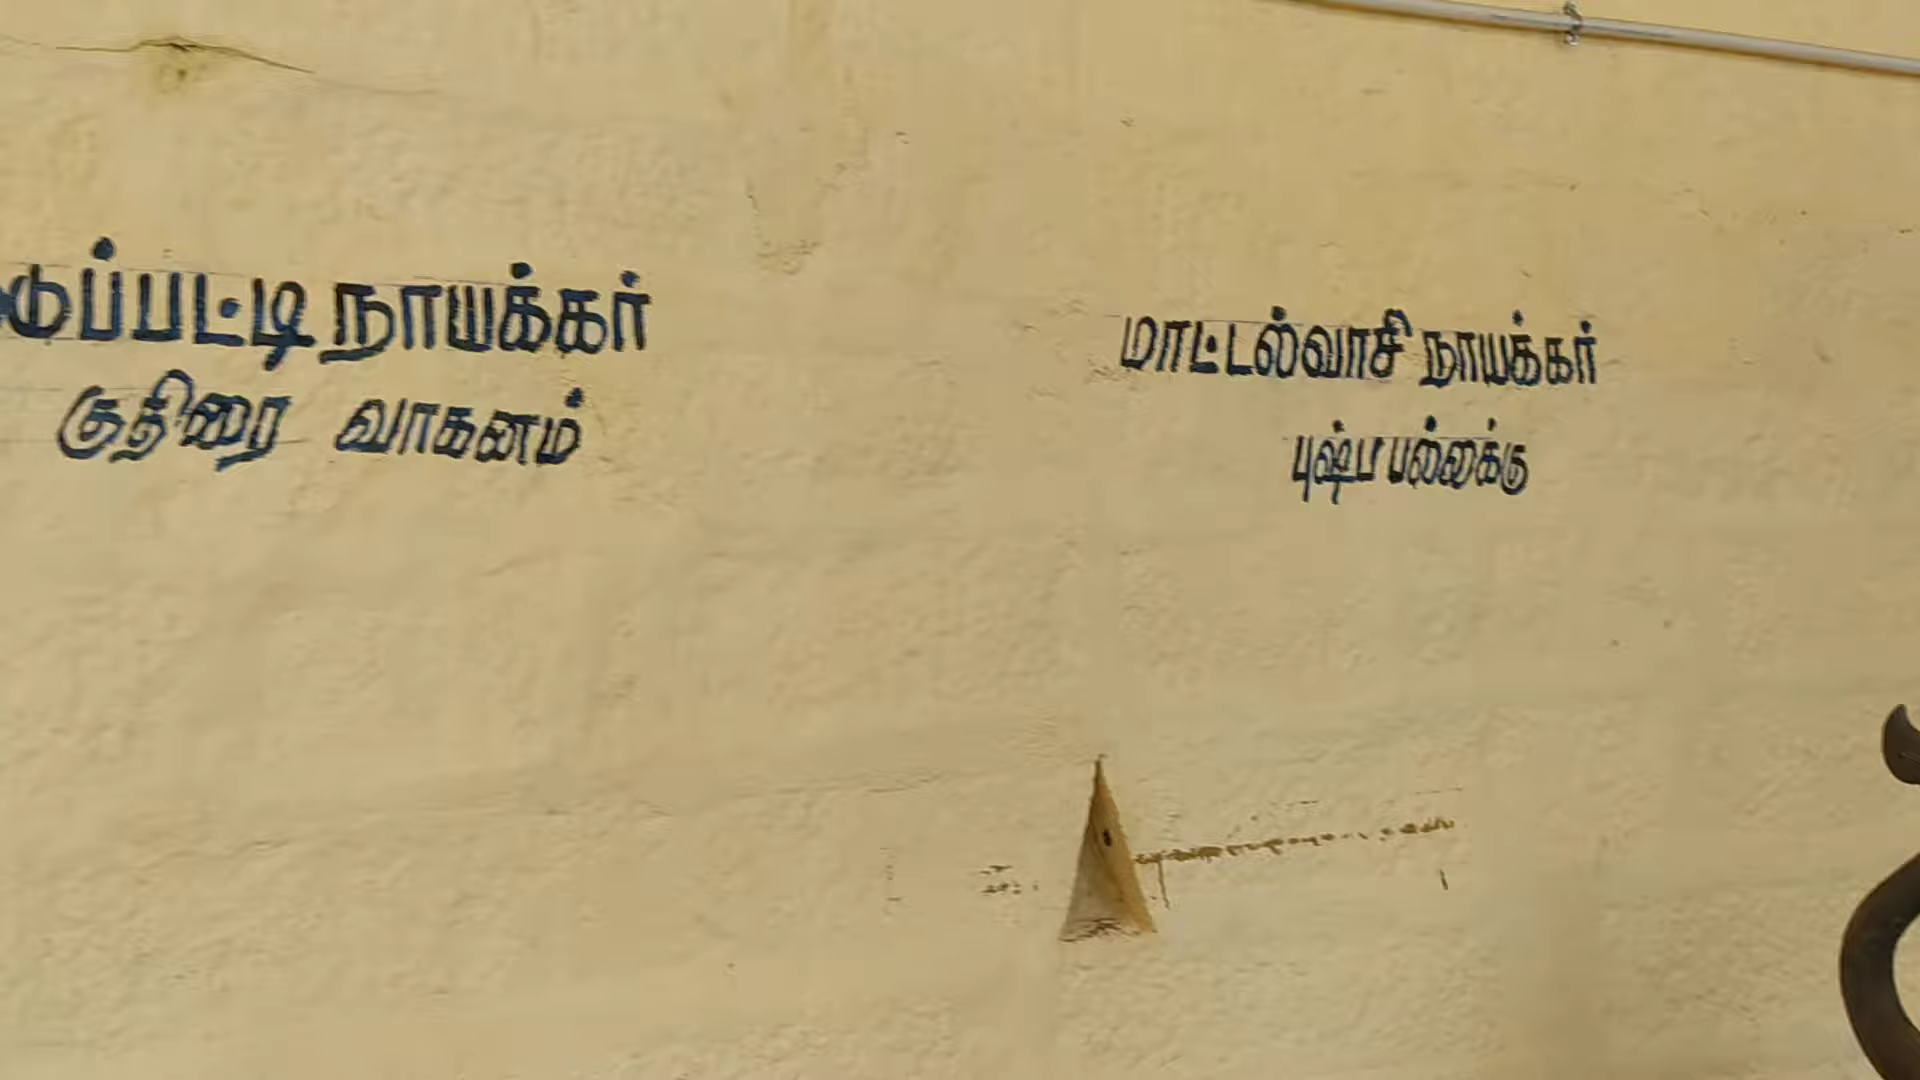 டுப்பட்டி நாயக்கர்
குதிரை வாகனம்
மாட்டல்வாசி நாயக்கர்
புஷ்ப பல்லக்கு